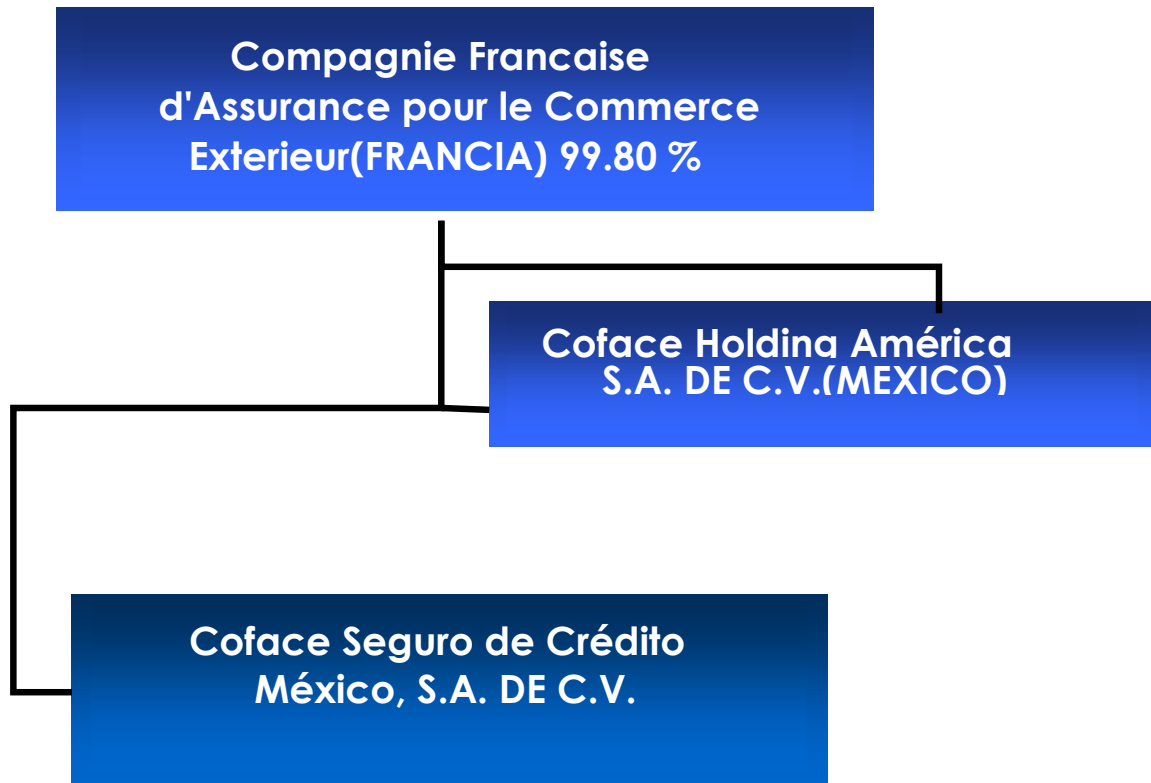 Compagnie Francaise
d'Assurance pour le Commerce
Exterieur(FRANCIA) 99.80 %
Coface Holding América
S.A. DE C.V.(MEXICO)
Coface Seguro de Crédito
México, S.A. DE C.V.